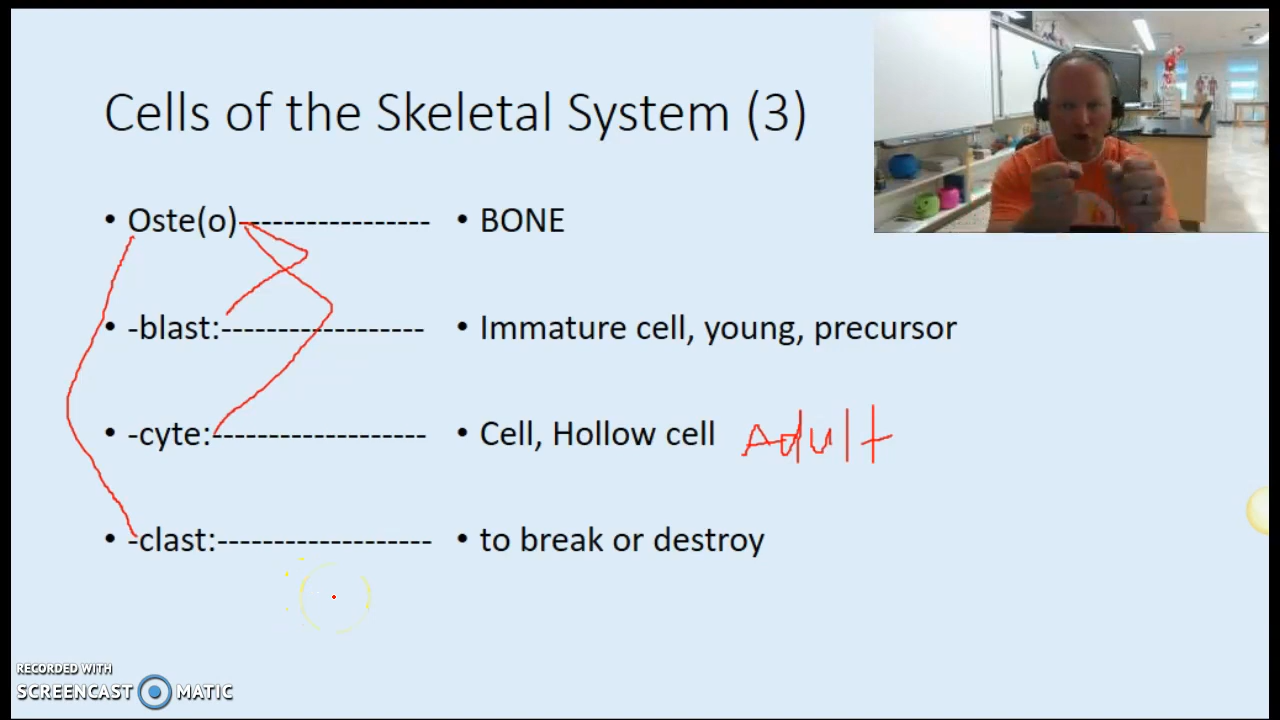 Cells of the Skeletal System (3)
• Oste(o)----------------- • BONE
• -blast:------------------ • Immature cell, young, precursor
• -cyte:------------------- • Cell, Hollow cell Adult
• -clast:------------------- • to break or destroy
RECORDED WITH
SCREENCAST MATIC